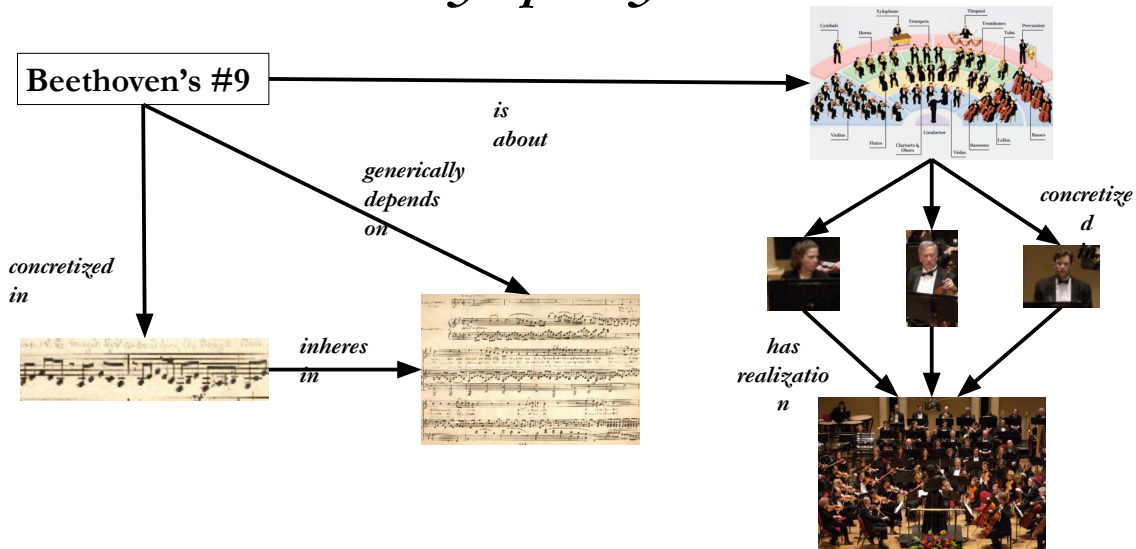 Beethoven's #9
is
about
generically
depends
on
concretized
in
inheres
in
concretize
d
in
has
realizatio
n
Xylophone
Timpani
Cymbals
Horns
Trumpets
Trombones
Tuba
Percussion
Violins
Flutes
Clarinets &
Oboes
Conductor
Violas
Bassoons
Cellos
Basses